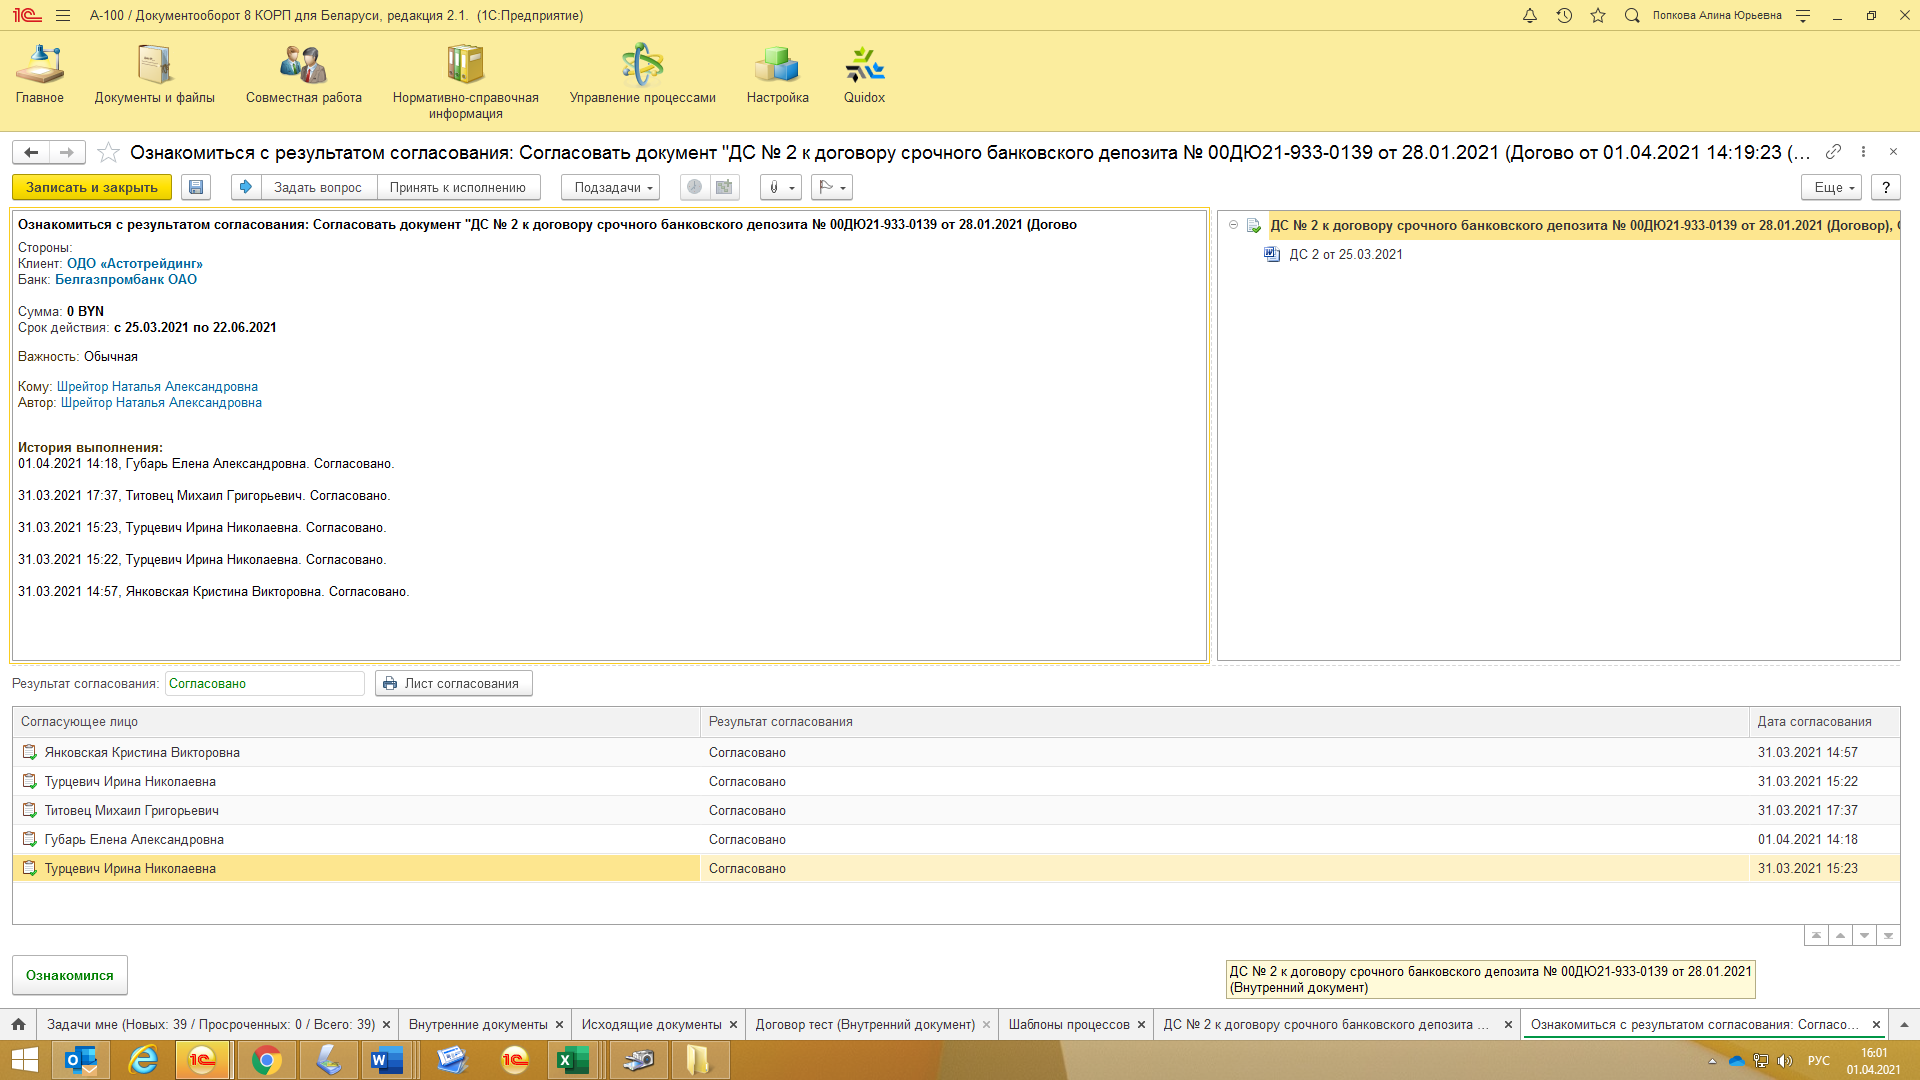 1С А-100 / Документооборот 8 КОРП для Беларуси, редакция 2.1. (1С:Предприятие) Попкова Алина Юрьевна
Главное
Документы и файлы
Совместная работа
Нормативно-справочная
информация
Управление процессами
Настройка
Quidox
Ознакомиться с результатом согласования: Согласовать документ "ДС № 2 к договору срочного банковского депозита № 00ДЮ21-933-0139 от 28.01.2021 (Догово от 01.04.2021 14:19:23 (...
Записать и закрыть Задать вопрос Принять к исполнению Подзадачи Еще ?
Ознакомиться с результатом согласования: Согласовать документ "ДС № 2 к договору срочного банковского депозита № 00ДЮ21-933-0139 от 28.01.2021 (Догово
Стороны:
Клиент: ОДО «Астотрейдинг»
Банк: Белгазпромбанк ОАО
Сумма: 0 BYN
Срок действия: с 25.03.2021 по 22.06.2021
Важность: Обычная
Кому: Шрейтор Наталья Александровна
Автор: Шрейтор Наталья Александровна
История выполнения:
01.04.2021 14:18, Губарь Елена Александровна. Согласовано.
31.03.2021 17:37, Титовец Михаил Григорьевич. Согласовано.
31.03.2021 15:23, Турцевич Ирина Николаевна. Согласовано.
31.03.2021 15:22, Турцевич Ирина Николаевна. Согласовано.
31.03.2021 14:57, Янковская Кристина Викторовна. Согласовано.
ДС № 2 к договору срочного банковского депозита № 00ДЮ21-933-0139 от 28.01.2021 (Договор),
ДС 2 от 25.03.2021
Результат согласования: Согласовано Лист согласования
Согласующее лицо Результат согласования Дата согласования
Янковская Кристина Викторовна Согласовано 31.03.2021 14:57
Турцевич Ирина Николаевна Согласовано 31.03.2021 15:22
Титовец Михаил Григорьевич Согласовано 31.03.2021 17:37
Губарь Елена Александровна Согласовано 01.04.2021 14:18
Турцевич Ирина Николаевна Согласовано 31.03.2021 15:23
Ознакомился
ДС № 2 к договору срочного банковского депозита № 00ДЮ21-933-0139 от 28.01.2021
(Внутренний документ)
Задачи мне (Новых: 39 / Просроченных: 0 / Всего: 39) Внутренние документы Исходящие документы Договор тест (Внутренний документ) Шаблоны процессов ДС № 2 к договору срочного банковского депозита ... Ознакомиться с результатом согласования: Согласо...
РУС
16:01
01.04.2021